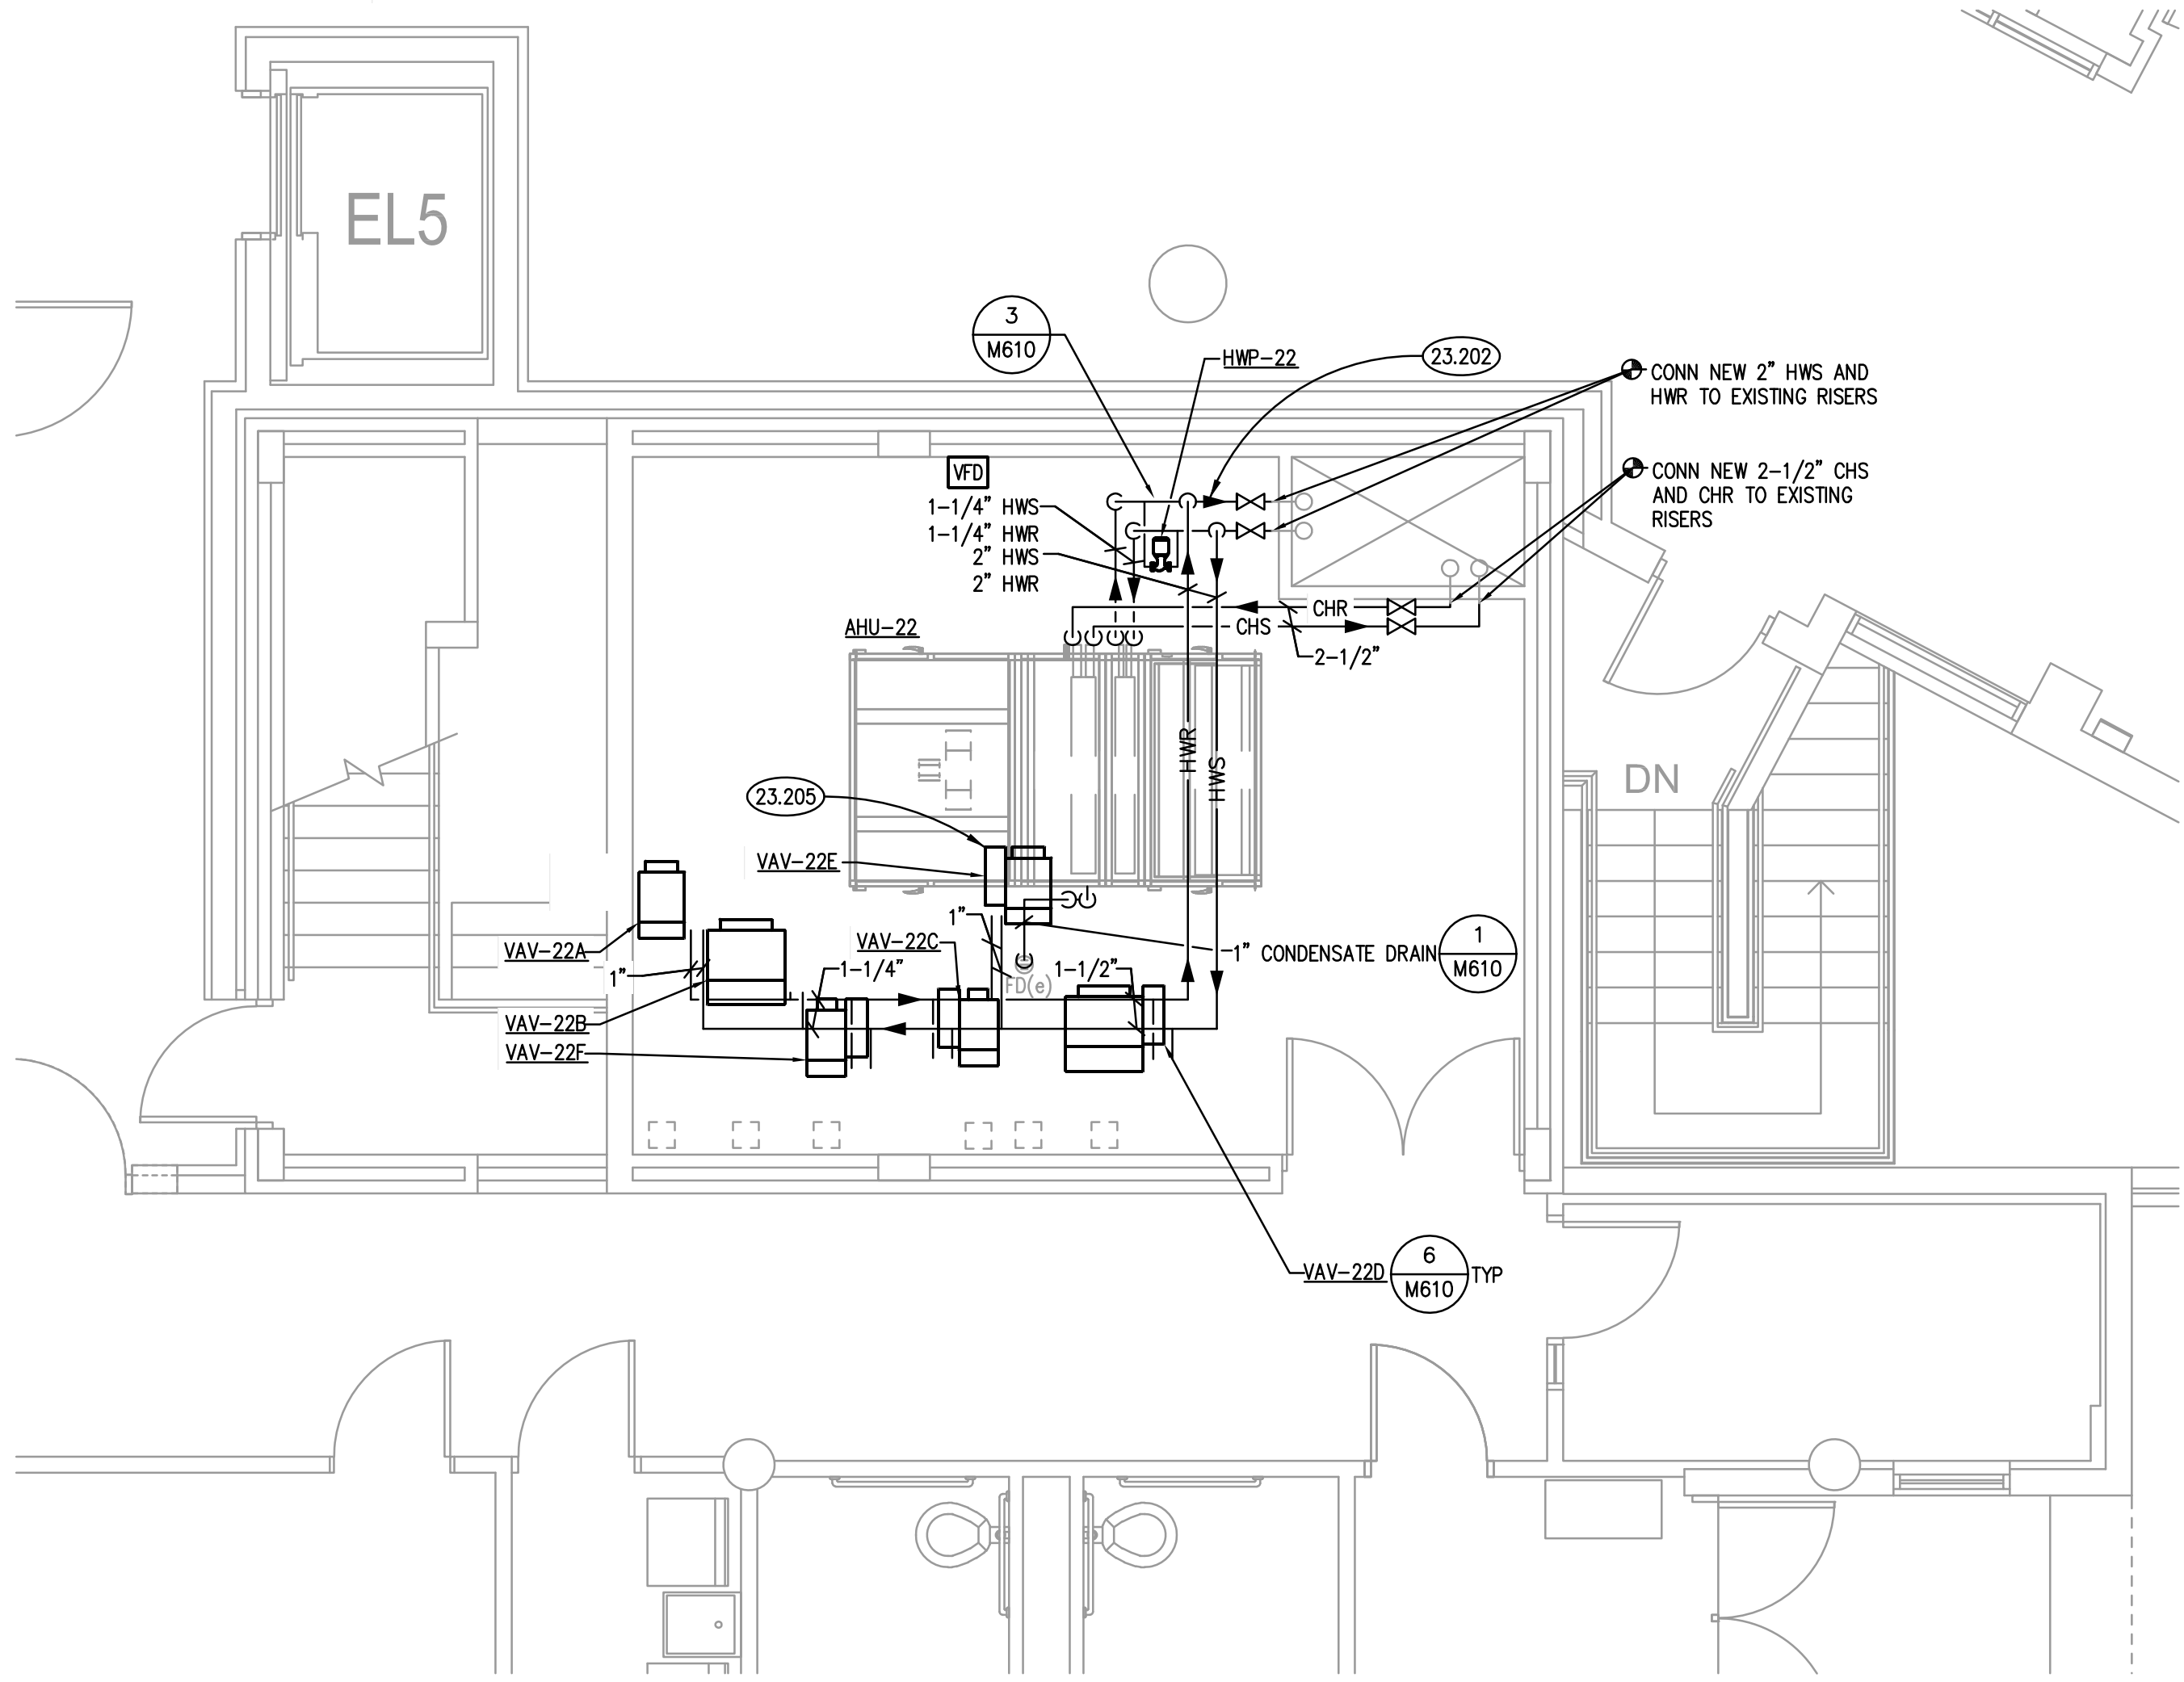 EL5
3
M610
HWP-22
23.202
CONN NEW 2" HWS AND
HWR TO EXISTING RISERS
CONN NEW 2-1/2" CHS
AND CHR TO EXISTING
RISERS
VFD
1-1/4" HWS
1-1/4" HWR
2" HWS
2" HWR
CHR
CHS
2-1/2"
AHU-22
HWR
HWS
DN
23.205
VAV-22E
1"
VAV-22C
VAV-22A
1"
1-1/4"
1-1/2"
1" CONDENSATE DRAIN
1
M610
FD(e)
VAV-22B
VAV-22F
VAV-22D
6
M610
TYP